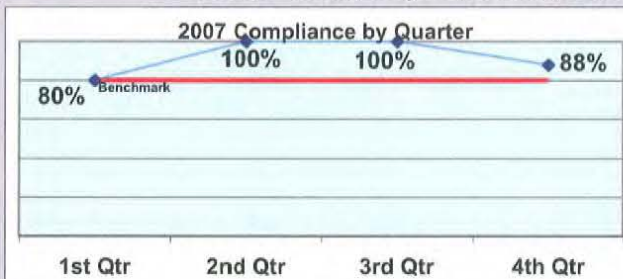 2007 Compliance by Quarter
100% 100% 88%
80% Benchmark
1st Qtr 2nd Qtr 3rd Qtr 4th Qtr